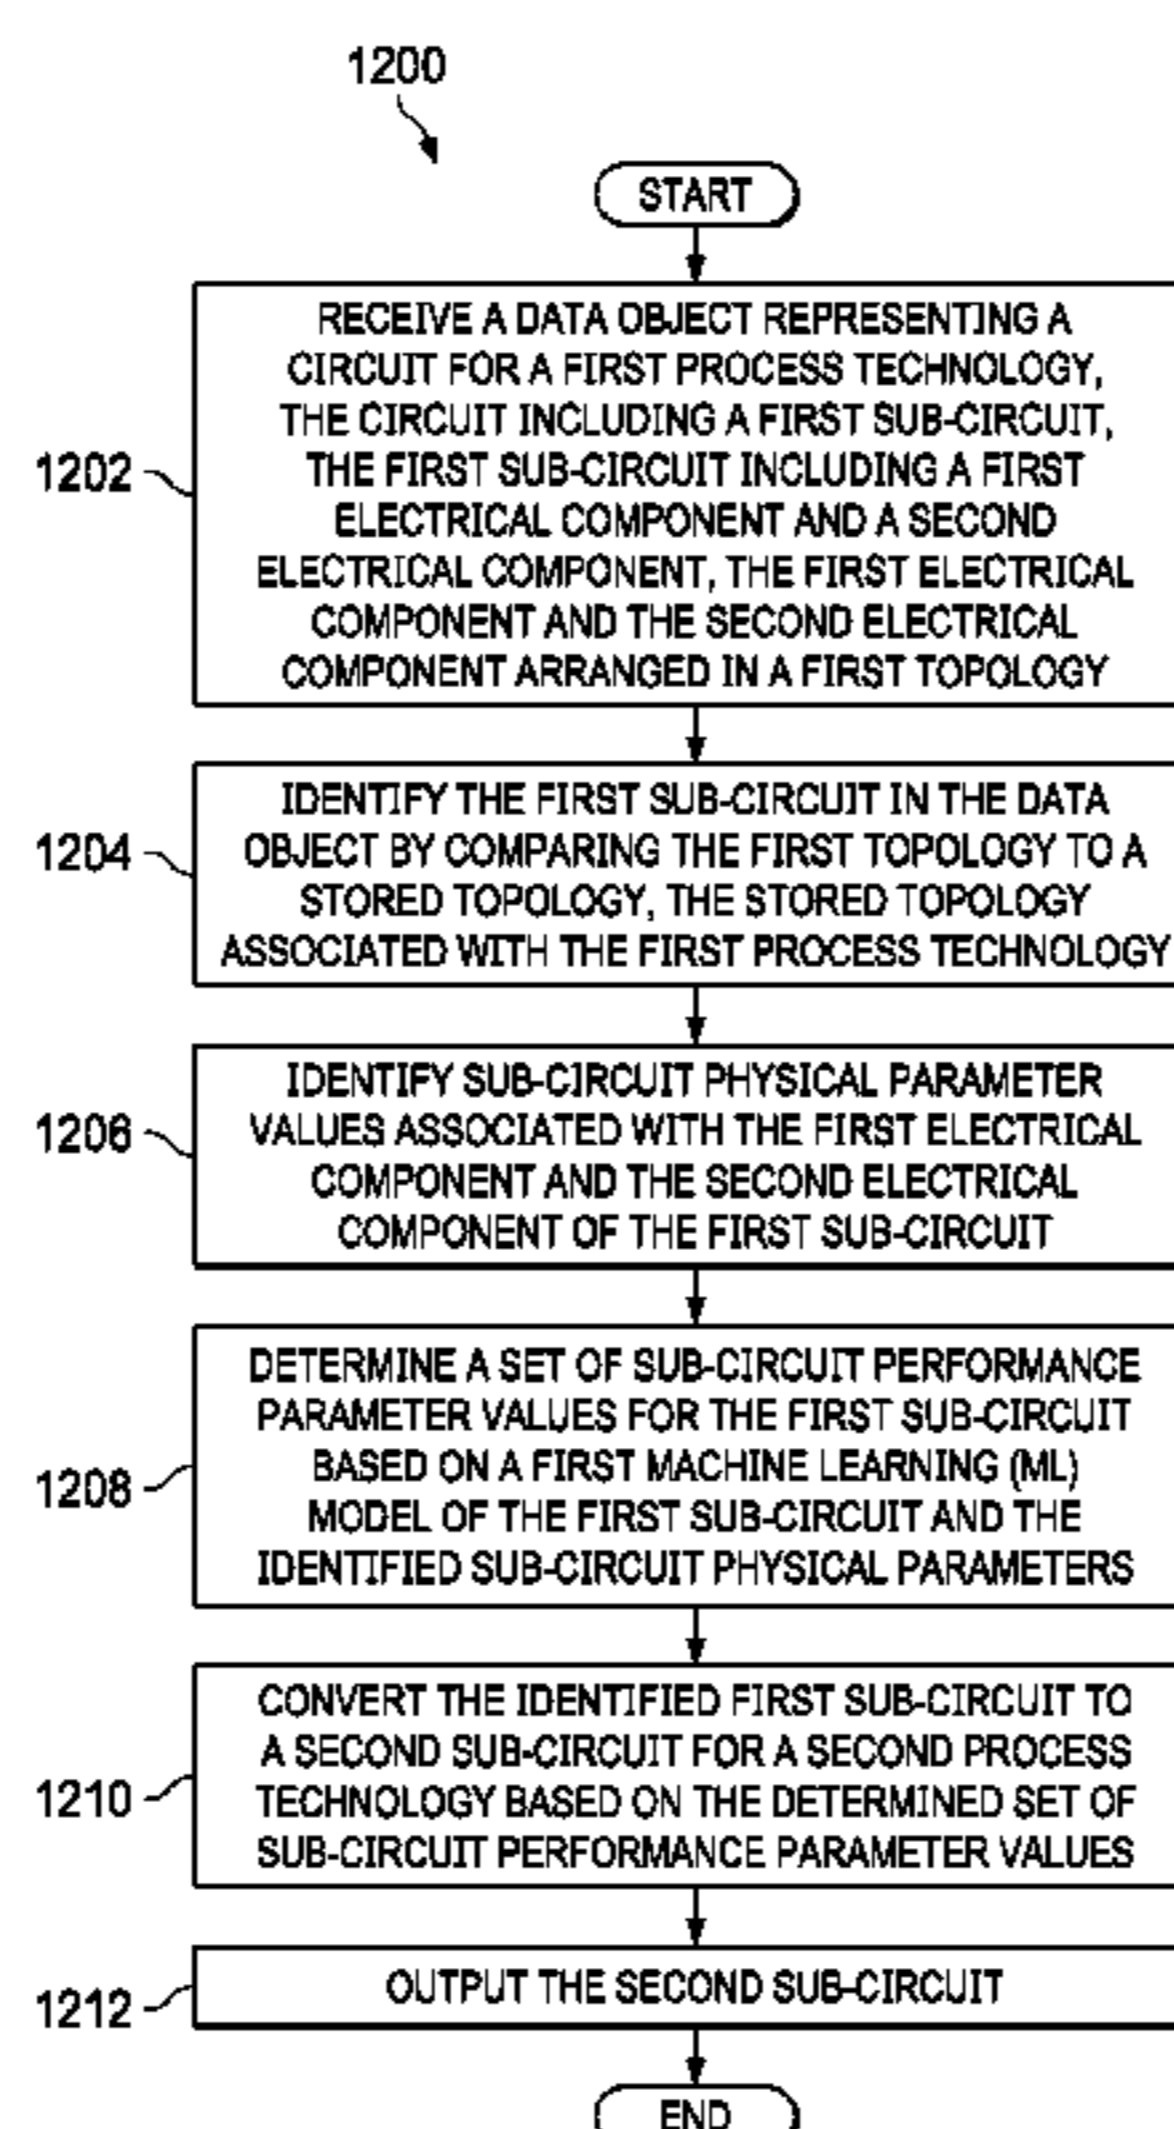 1200
START
1202
RECEIVE A DATA OBJECT REPRESENTING A
CIRCUIT FOR A FIRST PROCESS TECHNOLOGY,
THE CIRCUIT INCLUDING A FIRST SUB-CIRCUIT,
THE FIRST SUB-CIRCUIT INCLUDING A FIRST
ELECTRICAL COMPONENT AND A SECOND
ELECTRICAL COMPONENT, THE FIRST ELECTRICAL
COMPONENT AND THE SECOND ELECTRICAL
COMPONENT ARRANGED IN A FIRST TOPOLOGY
1204
IDENTIFY THE FIRST SUB-CIRCUIT IN THE DATA
OBJECT BY COMPARING THE FIRST TOPOLOGY TO A
STORED TOPOLOGY, THE STORED TOPOLOGY
ASSOCIATED WITH THE FIRST PROCESS TECHNOLOGY
1206
IDENTIFY SUB-CIRCUIT PHYSICAL PARAMETER
VALUES ASSOCIATED WITH THE FIRST ELECTRICAL
COMPONENT AND THE SECOND ELECTRICAL
COMPONENT OF THE FIRST SUB-CIRCUIT
1208
DETERMINE A SET OF SUB-CIRCUIT PERFORMANCE
PARAMETER VALUES FOR THE FIRST SUB-CIRCUIT
BASED ON A FIRST MACHINE LEARNING (ML)
MODEL OF THE FIRST SUB-CIRCUIT AND THE
IDENTIFIED SUB-CIRCUIT PHYSICAL PARAMETERS
1210
CONVERT THE IDENTIFIED FIRST SUB-CIRCUIT TO
A SECOND SUB-CIRCUIT FOR A SECOND PROCESS
TECHNOLOGY BASED ON THE DETERMINED SET OF
SUB-CIRCUIT PERFORMANCE PARAMETER VALUES
1212
OUTPUT THE SECOND SUB-CIRCUIT
END